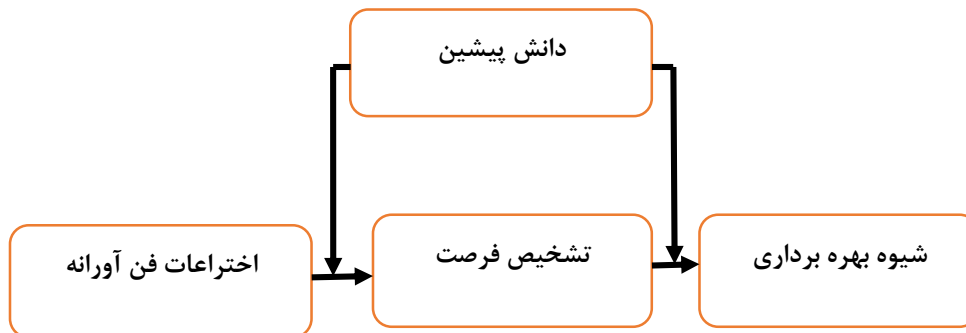 دانش پیشین
اختراعات فن آورانه
تشخیص فرصت
شیوه بهره برداری